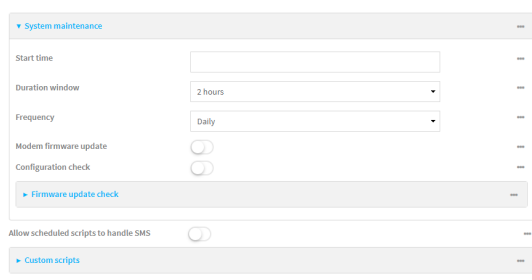 System maintenance
Start time
Duration window
2 hours
Frequency
Daily
Modem firmware update
Configuration check
Firmware update check
Allow scheduled scripts to handle SMS
Custom scripts